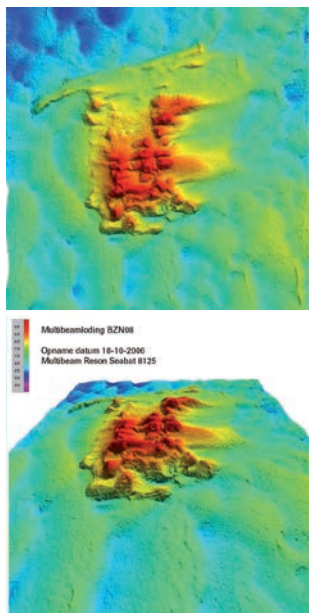 Multibeamloding BZN08
Opname datum 18-10-2006
Multibeam Reson Seabat 8125